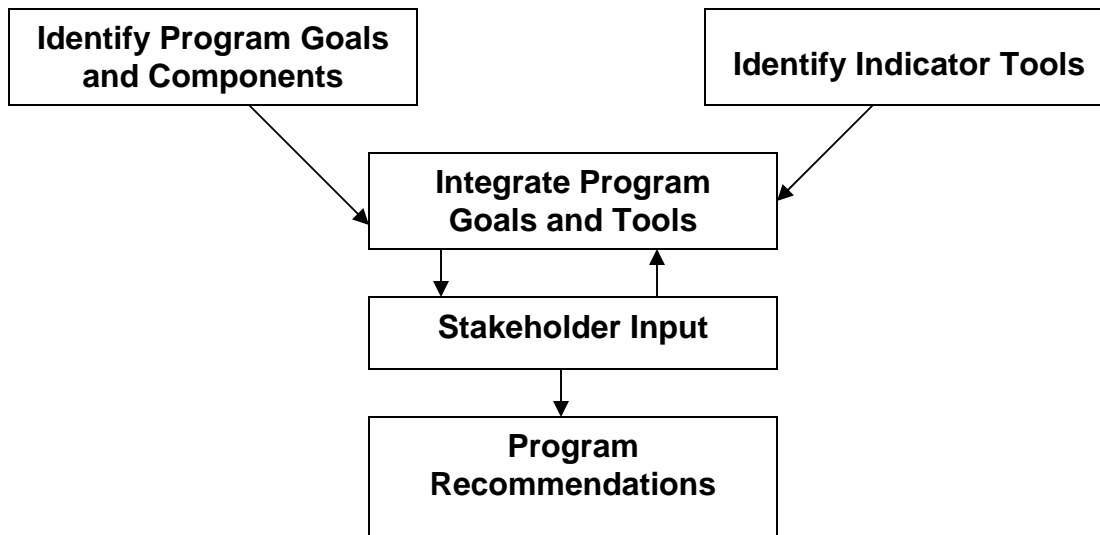 Identify Program Goals
and Components
Identify Indicator Tools
Integrate Program
Goals and Tools
Stakeholder Input
Program
Recommendations